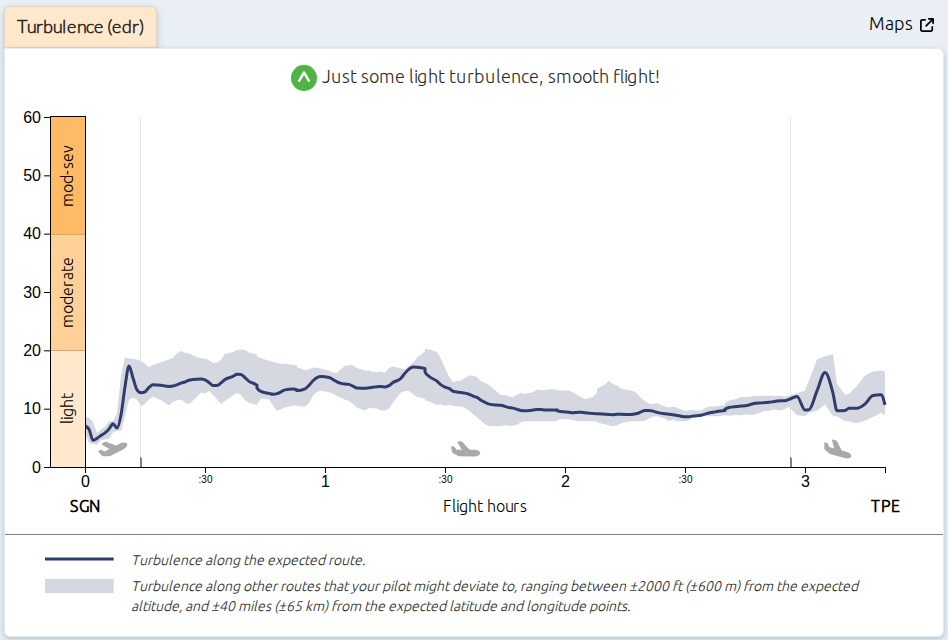 Turbulence (edr)
Maps
Just some light turbulence, smooth flight!
60
50
40
30
20
10
0
mod-sev
moderate
light
0
:30
1
:30
2
:30
3
SGN
Flight hours
TPE
Turbulence along the expected route.
Turbulence along other routes that your pilot might deviate to, ranging between ±2000 ft (±600 m) from the expected
altitude, and ±40 miles (±65 km) from the expected latitude and longitude points.